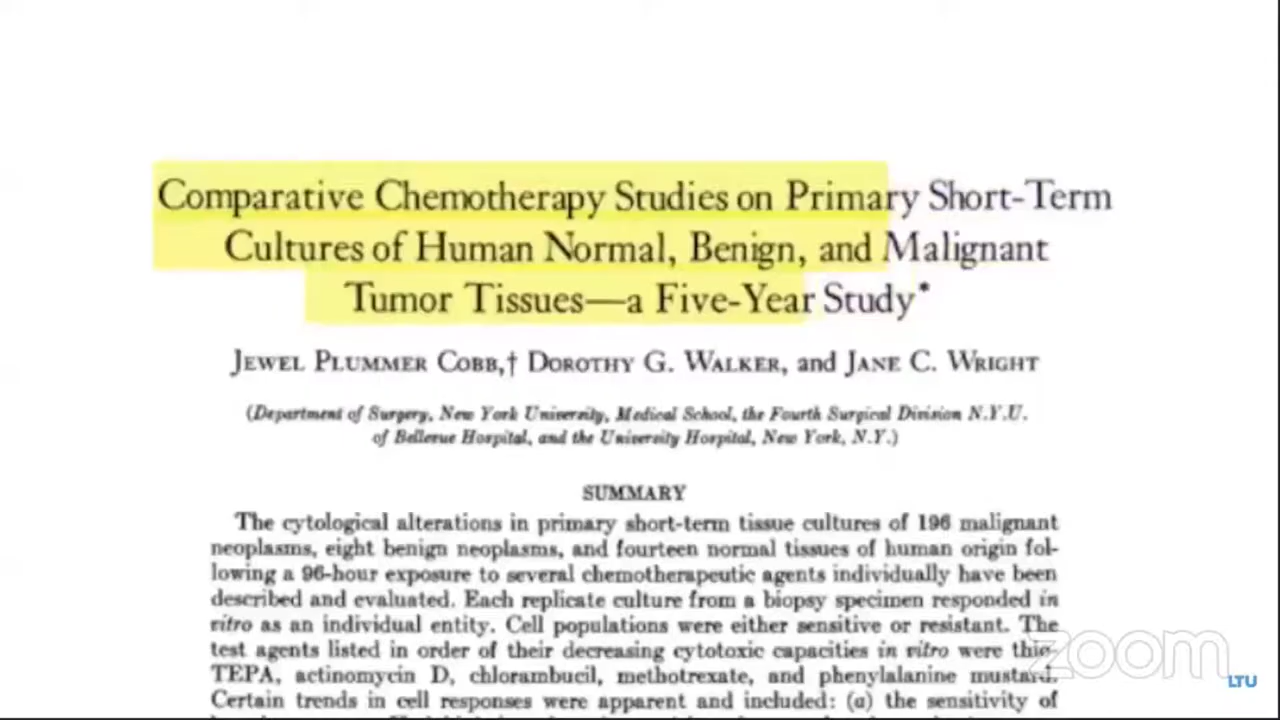 Comparative Chemotherapy Studies on Primary Short-Term
Cultures of Human Normal, Benign, and Malignant
Tumor Tissues—a Five-Year Study*
JEWEL PLUMMER COBB,† DOROTHY G. WALKER, and JANE C. WRIGHT
(Department of Surgery, New York University, Medical School, the Fourth Surgical Division N.Y.U.
of Bellevue Hospital, and the University Hospital, New York, N.Y.)
SUMMARY
The cytological alterations in primary short-term tissue cultures of 196 malignant
neoplasms, eight benign neoplasms, and fourteen normal tissues of human origin fol-
lowing a 96-hour exposure to several chemotherapeutic agents individually have been
described and evaluated. Each replicate culture from a biopsy specimen responded in
vitro as an individual entity. Cell populations were either sensitive or resistant. The
test agents listed in order of their decreasing cytotoxic capacities in vitro were thio-
TEPA, actinomycin D, chlorambucil, methotrexate, and phenylalanine mustard.
Certain trends in cell responses were apparent and included: (a) the sensitivity of
zoom
LTU